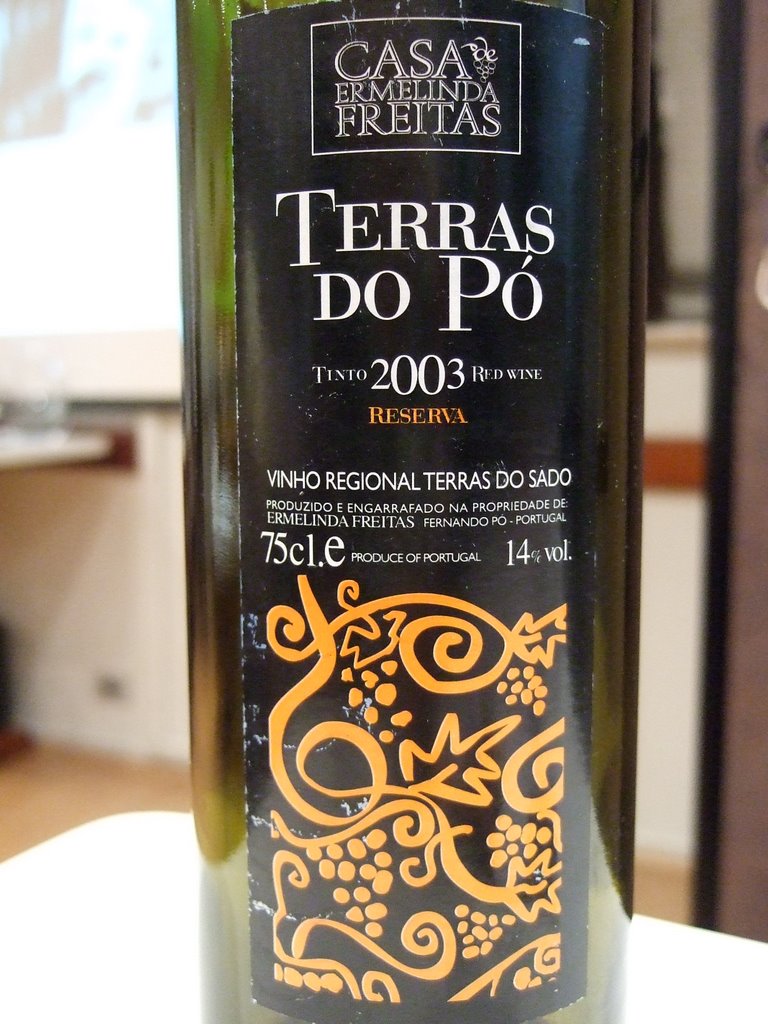 CASA
ERMELINDA
FREITAS
TERRAS
DO PÓ
TINTO 2003 RED WINE
RESERVA
VINHO REGIONAL TERRAS DO SADO
PRODUZIDO E ENGARRAFADO NA PROPRIEDADE DE:
ERMELINDA FREITAS FERNANDO PÓ - PORTUGAL
75cl.e PRODUCE OF PORTUGAL 14% vol.